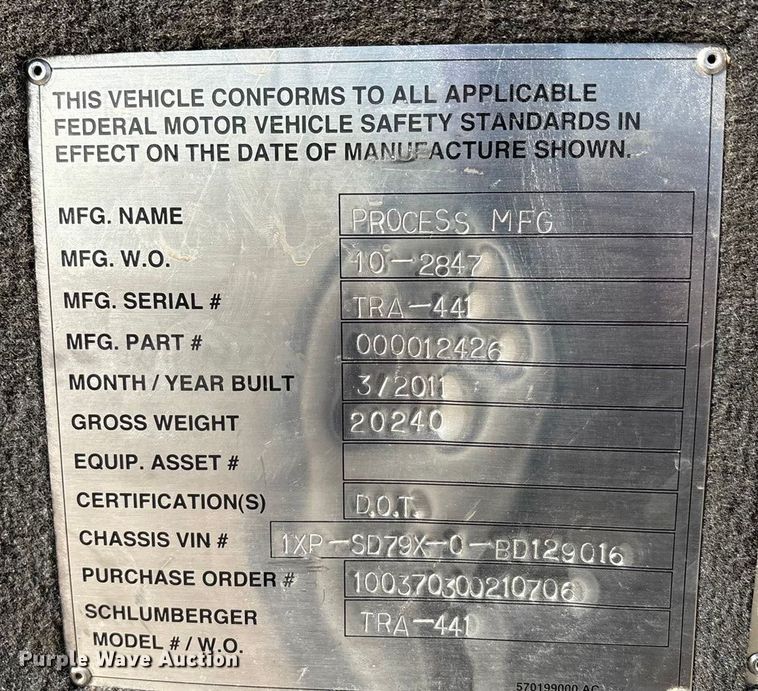 THIS VEHICLE CONFORMS TO ALL APPLICABLE
FEDERAL MOTOR VEHICLE SAFETY STANDARDS IN
EFFECT ON THE DATE OF MANUFACTURE SHOWN.
MFG. NAME PROCESS MFG
MFG. W.O. 10-2847
MFG. SERIAL # TRA-441
MFG. PART # 000012426
MONTH / YEAR BUILT 3/2011
GROSS WEIGHT 20240
EQUIP. ASSET #
CERTIFICATION(S) D.O.T.
CHASSIS VIN # 1XP-SD79X-0-BD129016
PURCHASE ORDER # 100370300210706
SCHLUMBERGER TRA-441
MODEL # / W.O.
Purple Wave Auction
570199000 AC